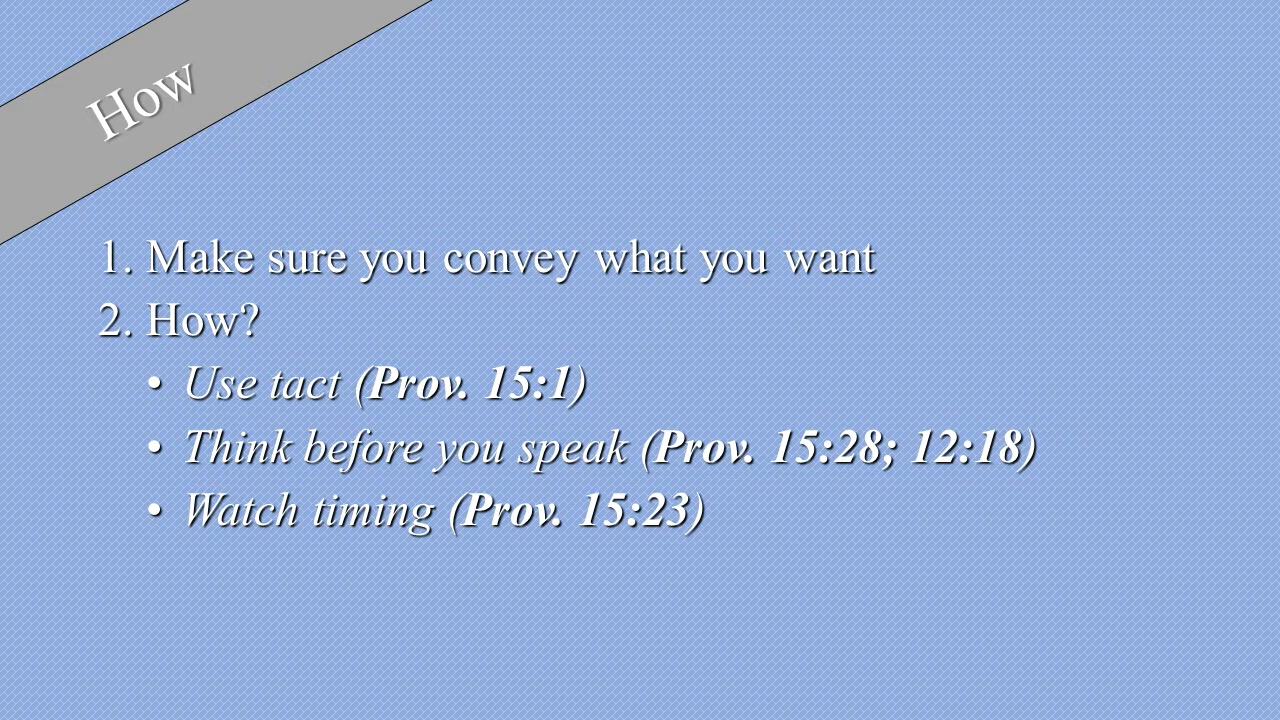 How
1. Make sure you convey what you want
2. How?
• Use tact (Prov. 15:1)
• Think before you speak (Prov. 15:28; 12:18)
• Watch timing (Prov. 15:23)